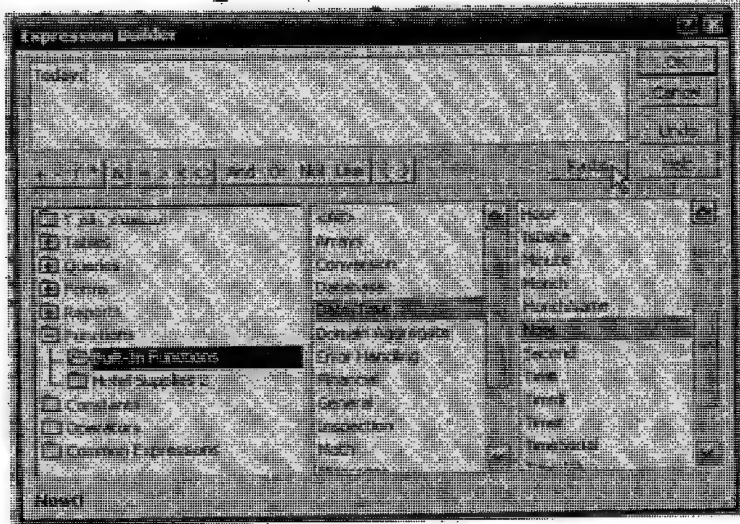 Expression Builder
Today:
OK
Cancel
Undo
+ - / * & = > < <> And Or Not Like ( )
Paste
Help
Tables
Queries
Forms
Reports
Functions
Built-In Functions
Constants
Operators
Common Expressions
<All>
Arrays
Conversion
Database
Date/Time
Domain Aggregate
Error Handling
Financial
General
Inspection
Math
Hour
IsDate
Minute
Month
MonthName
Now
Second
Time
Time$
Timer
TimeSerial
Now()